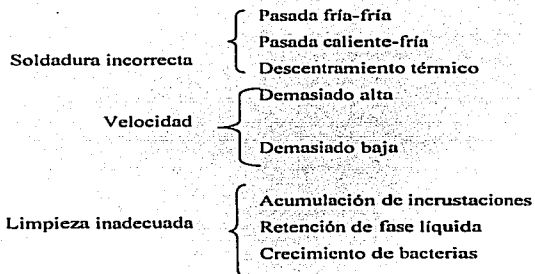 Soldadura incorrecta
Pasada fría-fría
Pasada caliente-fría
Descentramiento térmico
Velocidad
Demasiado alta
Demasiado baja
Limpieza inadecuada
Acumulación de incrustaciones
Retención de fase líquida
Crecimiento de bacterias